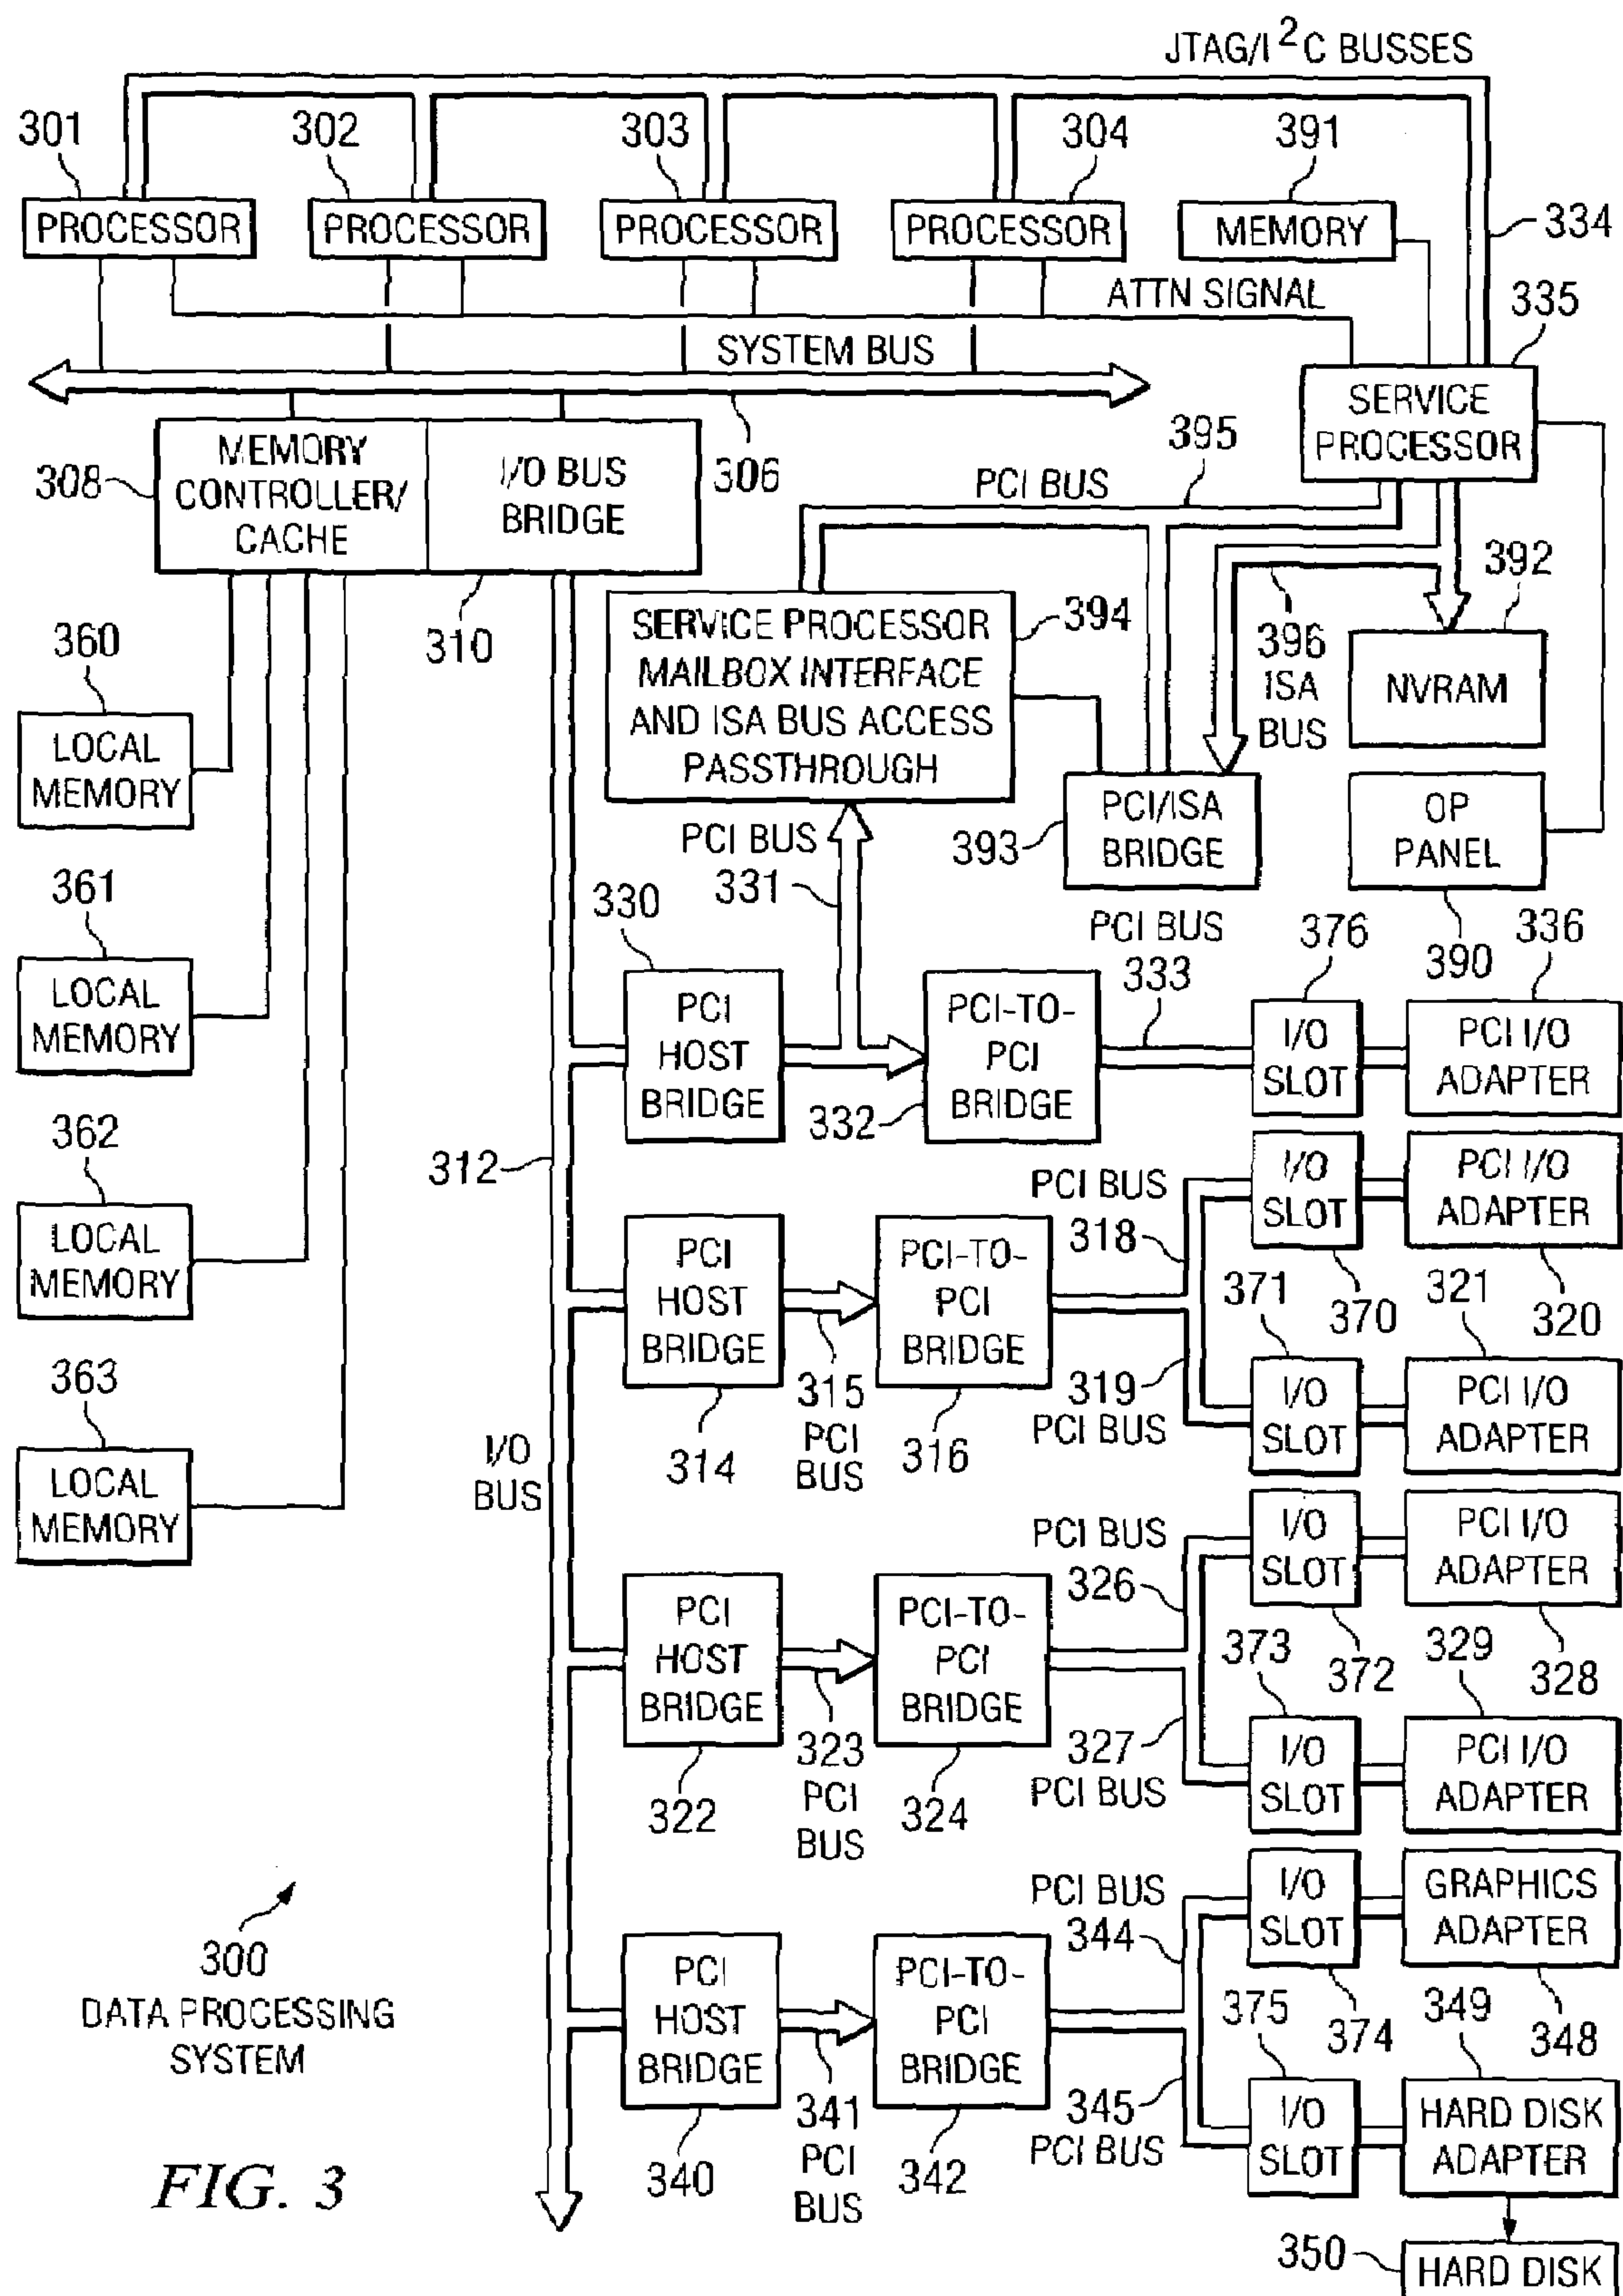 JTAG/I²C BUSSES
301
302
303
304
391
PROCESSOR
PROCESSOR
PROCESSOR
PROCESSOR
MEMORY
334
ATTN SIGNAL
335
SYSTEM BUS
SERVICE
PROCESSOR
308
MEMORY
CONTROLLER/
CACHE
I/O BUS
BRIDGE
306
395
PCI BUS
310
392
394
SERVICE PROCESSOR
MAILBOX INTERFACE
AND ISA BUS ACCESS
PASSTHROUGH
396
ISA
BUS
NVRAM
360
LOCAL
MEMORY
PCI BUS
331
393
PCI/ISA
BRIDGE
OP
PANEL
390
361
LOCAL
MEMORY
330
PCI
HOST
BRIDGE
332
PCI-TO-
PCI
BRIDGE
PCI BUS
333
376
I/O
SLOT
336
PCI I/O
ADAPTER
362
LOCAL
MEMORY
312
PCI BUS
318
I/O
SLOT
370
PCI I/O
ADAPTER
320
PCI
HOST
BRIDGE
314
315
PCI
BUS
PCI-TO-
PCI
BRIDGE
316
319
PCI BUS
371
I/O
SLOT
321
PCI I/O
ADAPTER
363
LOCAL
MEMORY
I/O
BUS
PCI BUS
326
I/O
SLOT
372
PCI I/O
ADAPTER
328
PCI
HOST
BRIDGE
322
323
PCI
BUS
PCI-TO-
PCI
BRIDGE
324
327
PCI BUS
373
I/O
SLOT
329
PCI I/O
ADAPTER
PCI BUS
344
I/O
SLOT
374
GRAPHICS
ADAPTER
348
300
DATA PROCESSING
SYSTEM
PCI
HOST
BRIDGE
340
341
PCI
BUS
PCI-TO-
PCI
BRIDGE
342
345
PCI BUS
375
I/O
SLOT
349
HARD DISK
ADAPTER
FIG. 3
350
HARD DISK